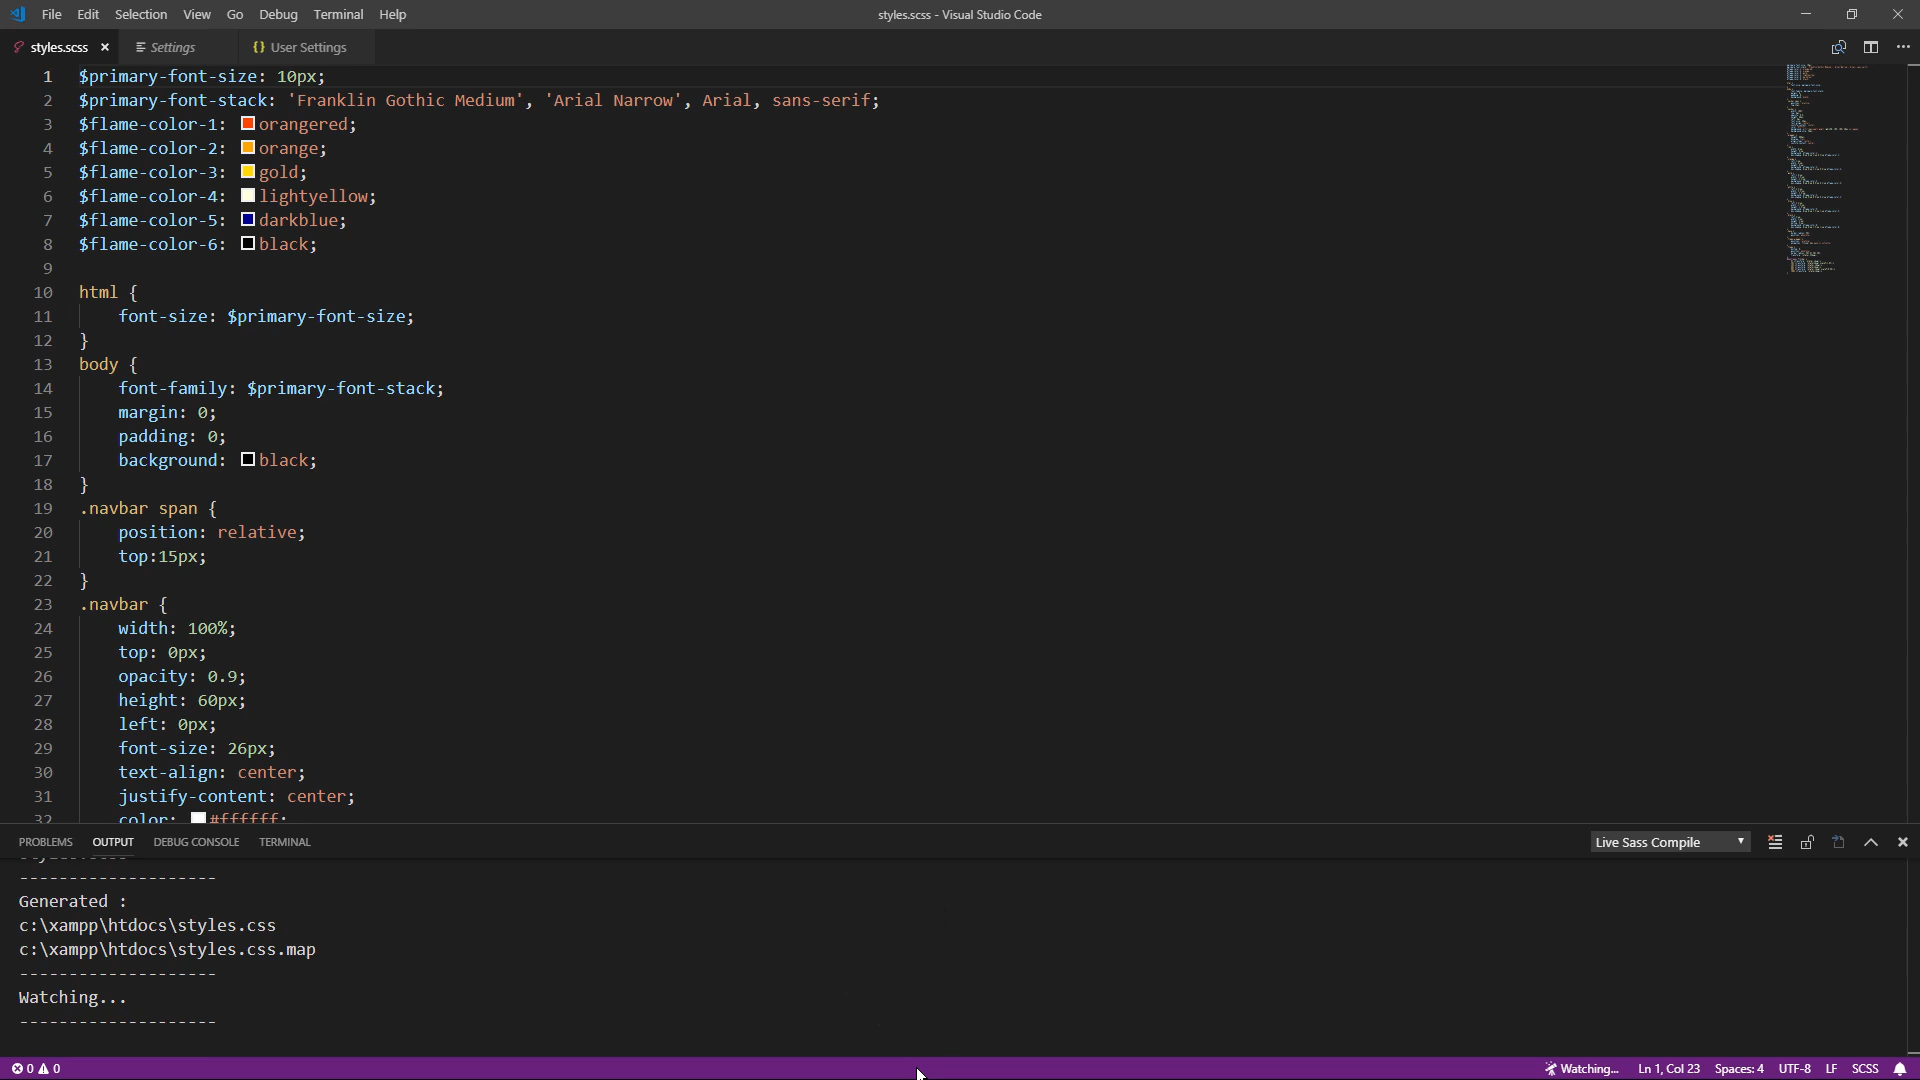 File Edit Selection View Go Debug Terminal Help styles.scss - Visual Studio Code
styles.scss × Settings {} User Settings
1 $primary-font-size: 10px;
2 $primary-font-stack: 'Franklin Gothic Medium', 'Arial Narrow', Arial, sans-serif;
3 $flame-color-1: orangered;
4 $flame-color-2: orange;
5 $flame-color-3: gold;
6 $flame-color-4: lightyellow;
7 $flame-color-5: darkblue;
8 $flame-color-6: black;
9
10 html {
11 font-size: $primary-font-size;
12 }
13 body {
14 font-family: $primary-font-stack;
15 margin: 0;
16 padding: 0;
17 background: black;
18 }
19 .navbar span {
20 position: relative;
21 top:15px;
22 }
23 .navbar {
24 width: 100%;
25 top: 0px;
26 opacity: 0.9;
27 height: 60px;
28 left: 0px;
29 font-size: 26px;
30 text-align: center;
31 justify-content: center;
32 color: #ffffff;
PROBLEMS OUTPUT DEBUG CONSOLE TERMINAL Live Sass Compile
--------------------
Generated :
c:\xampp\htdocs\styles.css
c:\xampp\htdocs\styles.css.map
--------------------
Watching...
--------------------
0 0 Watching... Ln 1, Col 23 Spaces: 4 UTF-8 LF SCSS